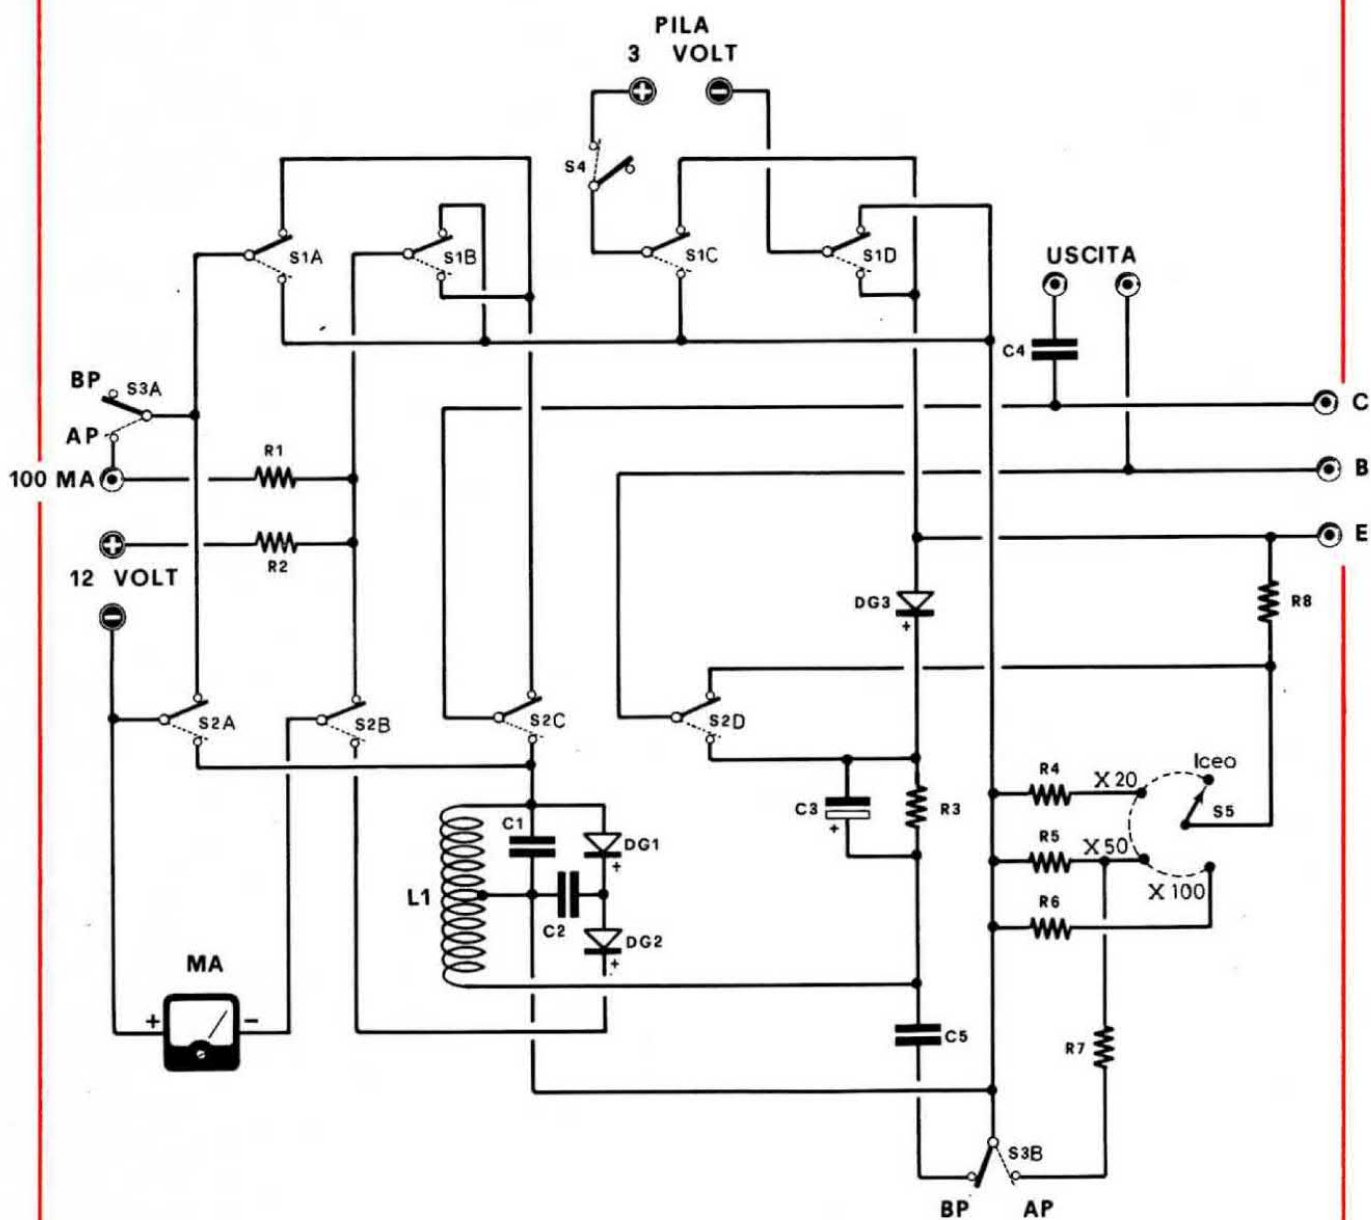 PILA
3 VOLT
+
−
S4
S1A
S1B
S1C
S1D
USCITA
C4
BP
S3A
C
AP
R1
100 MA
B
E
12 VOLT
R2
DG3
+
R8
S2A
S2B
S2C
S2D
Iceo
R4
X 20
C1
C3
+
R3
S5
DG1
+
R5
X 50
L1
X 100
C2
R6
DG2
+
MA
+
−
C5
R7
S3B
BP
AP